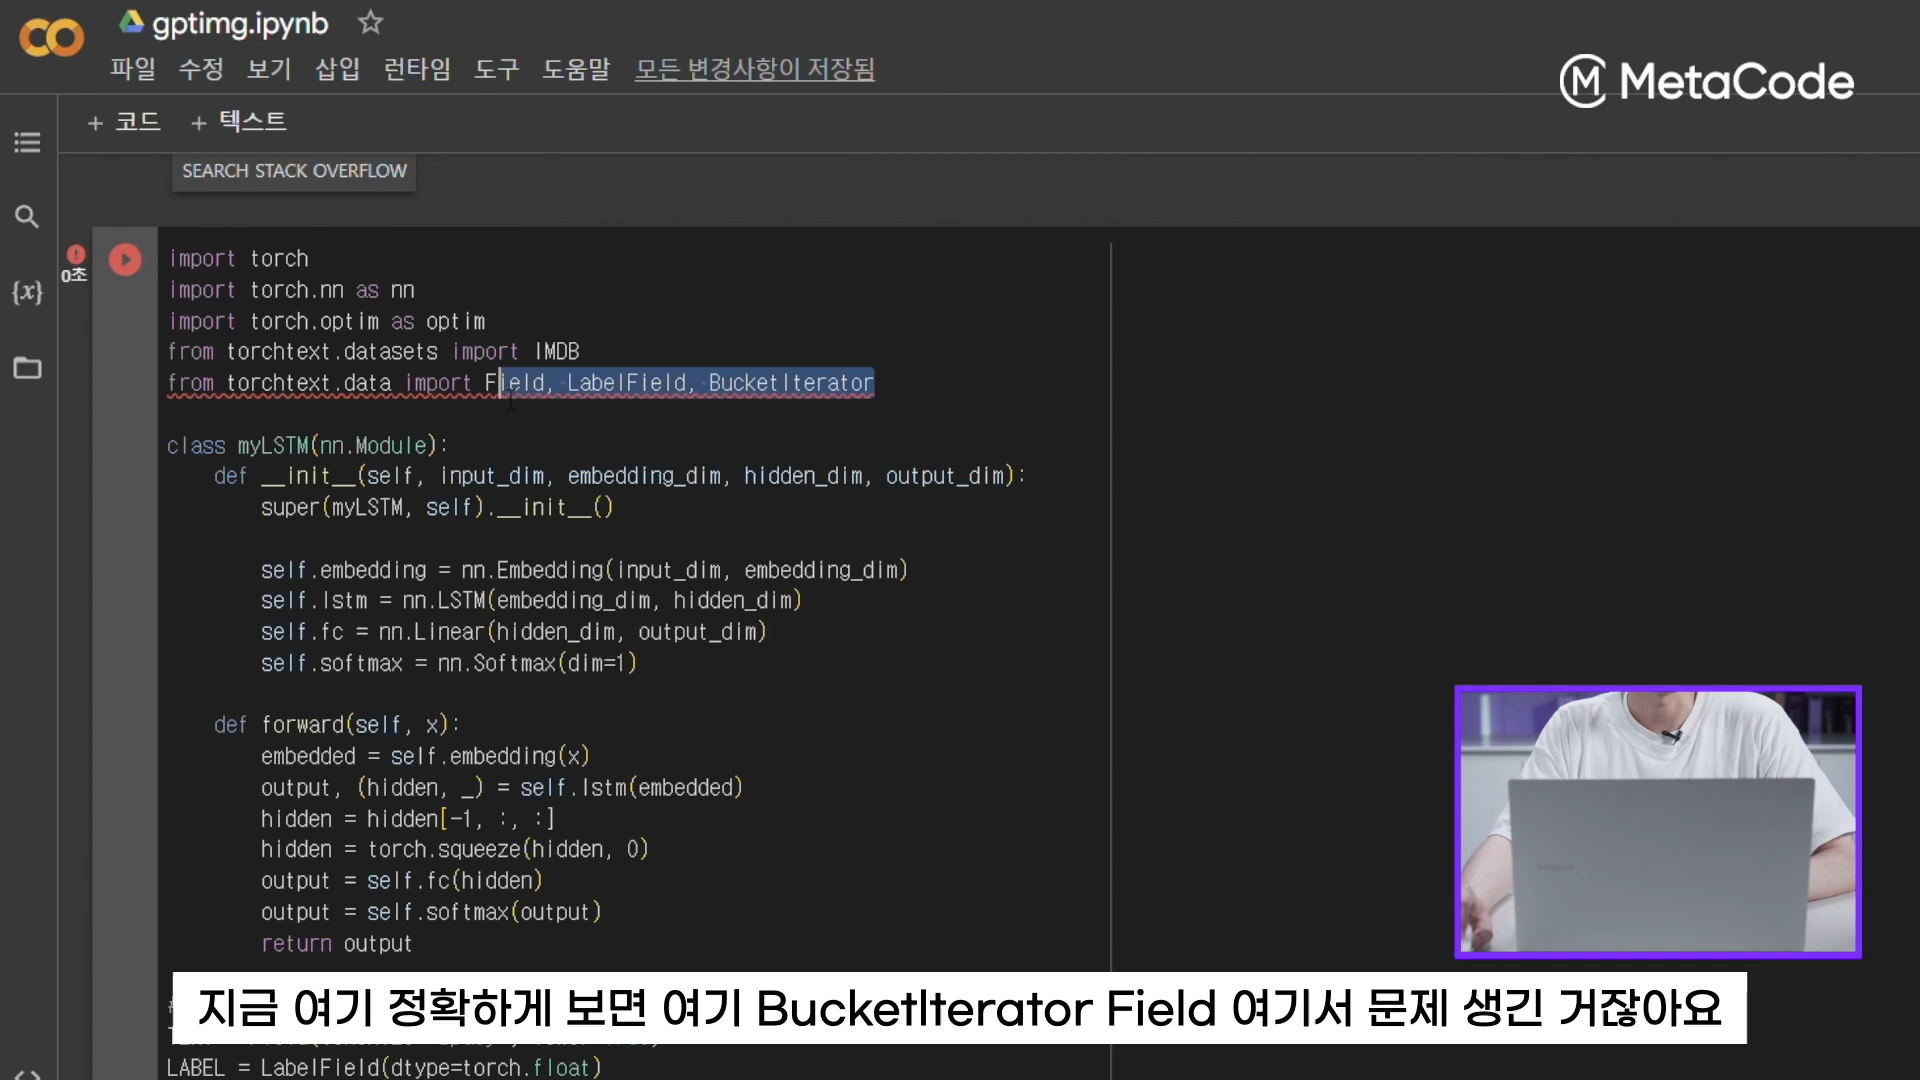 gptimg.ipynb
파일 수정 보기 삽입 런타임 도구 도움말 모든 변경사항이 저장됨
MetaCode
+ 코드 + 텍스트
SEARCH STACK OVERFLOW
0초
import torch
import torch.nn as nn
import torch.optim as optim
from torchtext.datasets import IMDB
from torchtext.data import Field, LabelField, BucketIterator
class myLSTM(nn.Module):
def __init__(self, input_dim, embedding_dim, hidden_dim, output_dim):
super(myLSTM, self).__init__()
self.embedding = nn.Embedding(input_dim, embedding_dim)
self.lstm = nn.LSTM(embedding_dim, hidden_dim)
self.fc = nn.Linear(hidden_dim, output_dim)
self.softmax = nn.Softmax(dim=1)
def forward(self, x):
embedded = self.embedding(x)
output, (hidden, _) = self.lstm(embedded)
hidden = hidden[-1, :, :]
hidden = torch.squeeze(hidden, 0)
output = self.fc(hidden)
output = self.softmax(output)
return output
지금 여기 정확하게 보면 여기 BucketIterator Field 여기서 문제 생긴 거잖아요
LABEL = LabelField(dtype=torch.float)